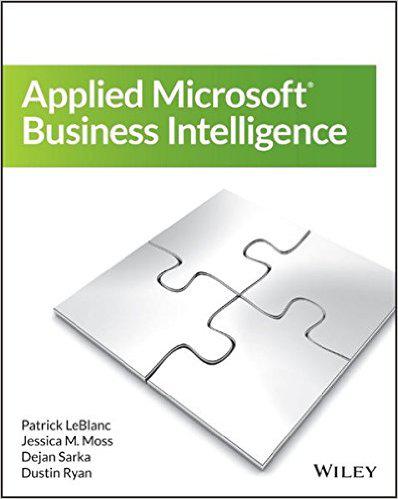 Applied Microsoft®
Business Intelligence
Patrick LeBlanc
Jessica M. Moss
Dejan Sarka
Dustin Ryan
WILEY